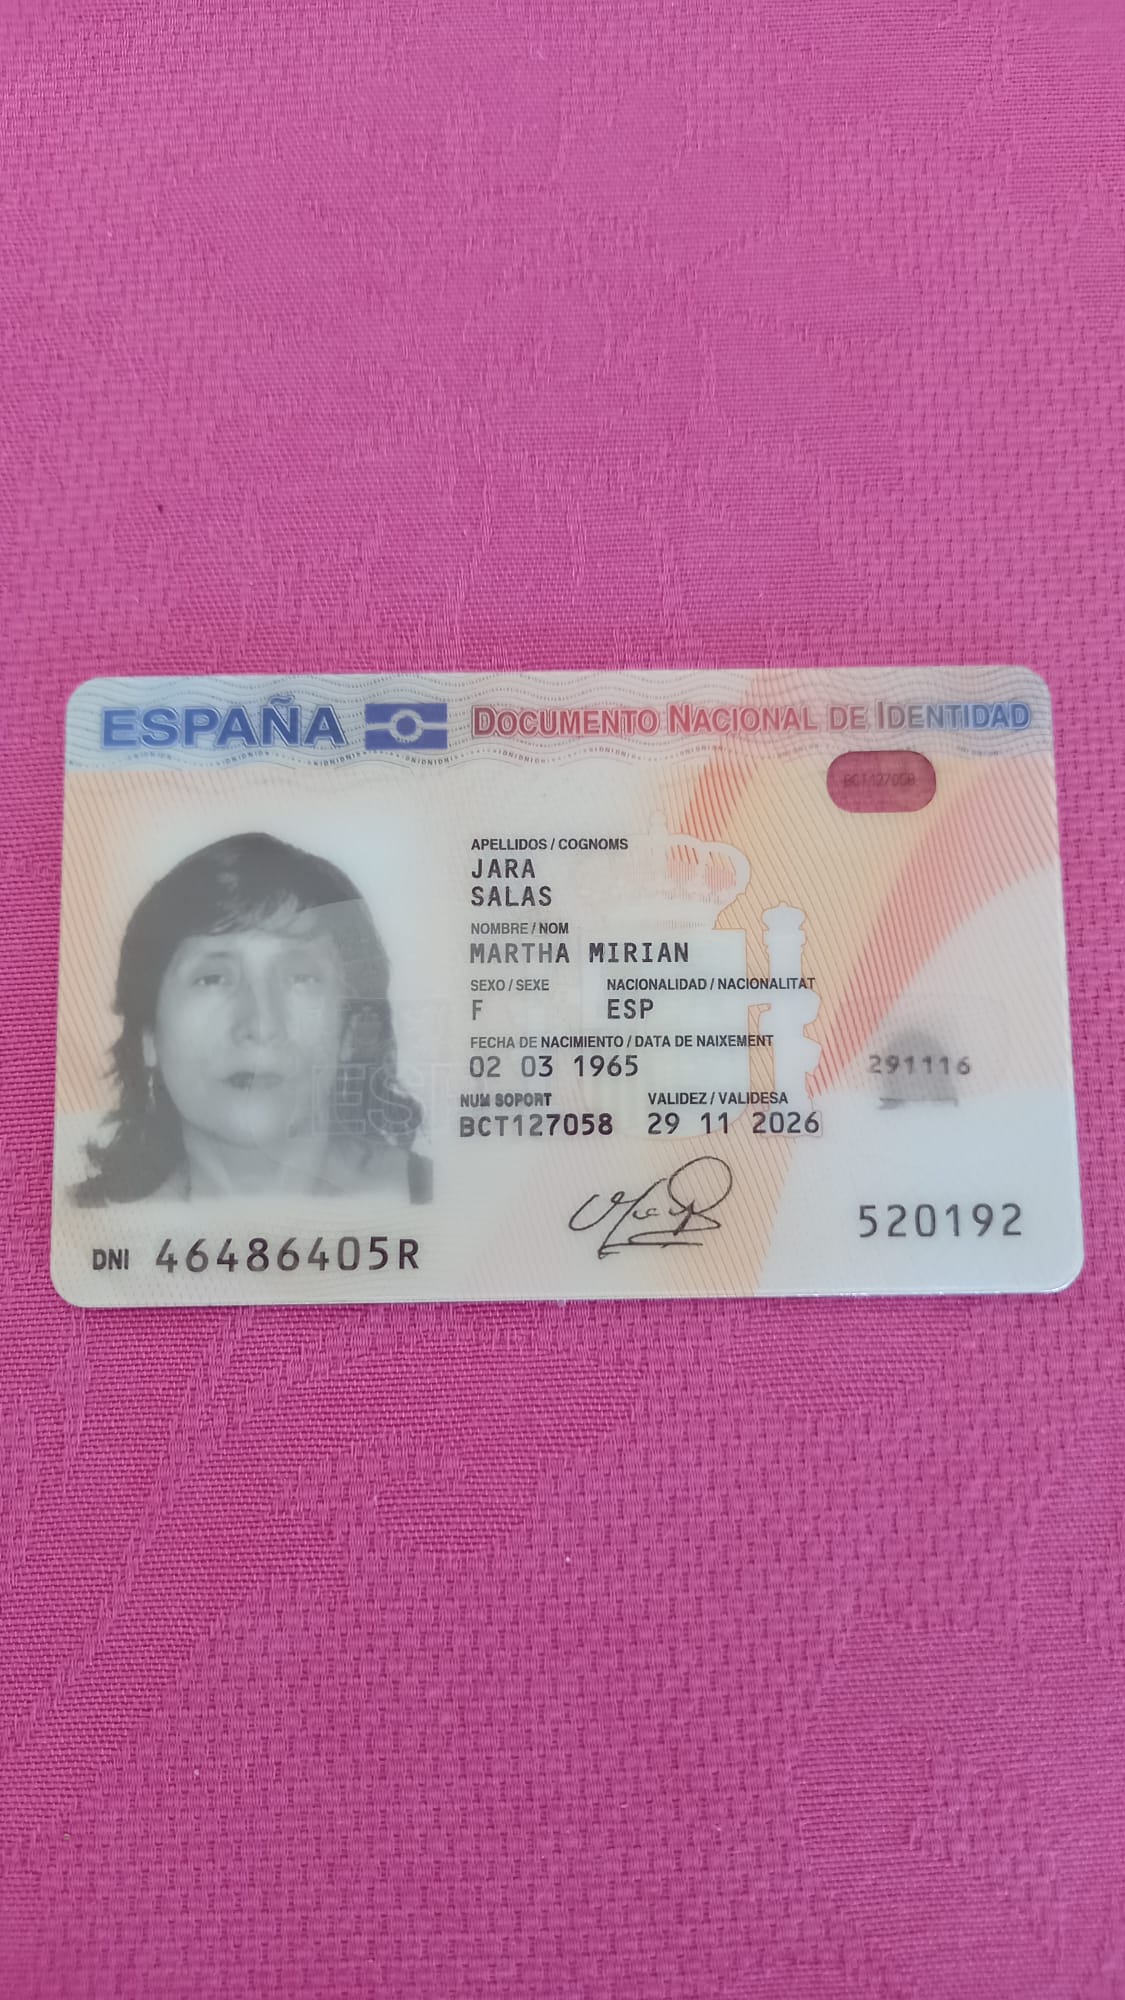 ESPAÑA DOCUMENTO NACIONAL DE IDENTIDAD
BCT127058
APELLIDOS / COGNOMS
JARA
SALAS
NOMBRE / NOM
MARTHA MIRIAN
SEXO / SEXE NACIONALIDAD / NACIONALITAT
F ESP
FECHA DE NACIMIENTO / DATA DE NAIXEMENT
02 03 1965
291116
NUM SOPORT VALIDEZ / VALIDESA
BCT127058 29 11 2026
520192
DNI 46486405R